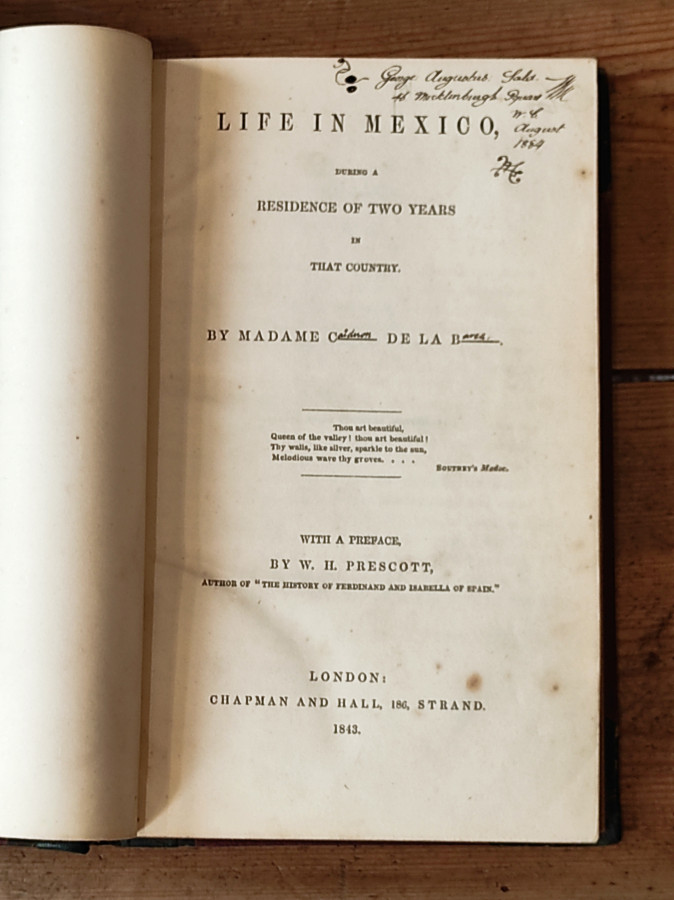 George Augustus Sala.
46 Mecklenburgh Square
W.C.
August
1884
LIFE IN MEXICO,
DURING A
RESIDENCE OF TWO YEARS
IN
THAT COUNTRY.
BY MADAME Calderon DE LA Barca.
Thou art beautiful,
Queen of the valley! thou art beautiful!
Thy walls, like silver, sparkle to the sun,
Melodious wave thy groves. . . .
SOUTHEY'S Madoc.
WITH A PREFACE,
BY W. H. PRESCOTT,
AUTHOR OF "THE HISTORY OF FERDINAND AND ISABELLA OF SPAIN."
LONDON:
CHAPMAN AND HALL, 186, STRAND.
1843.